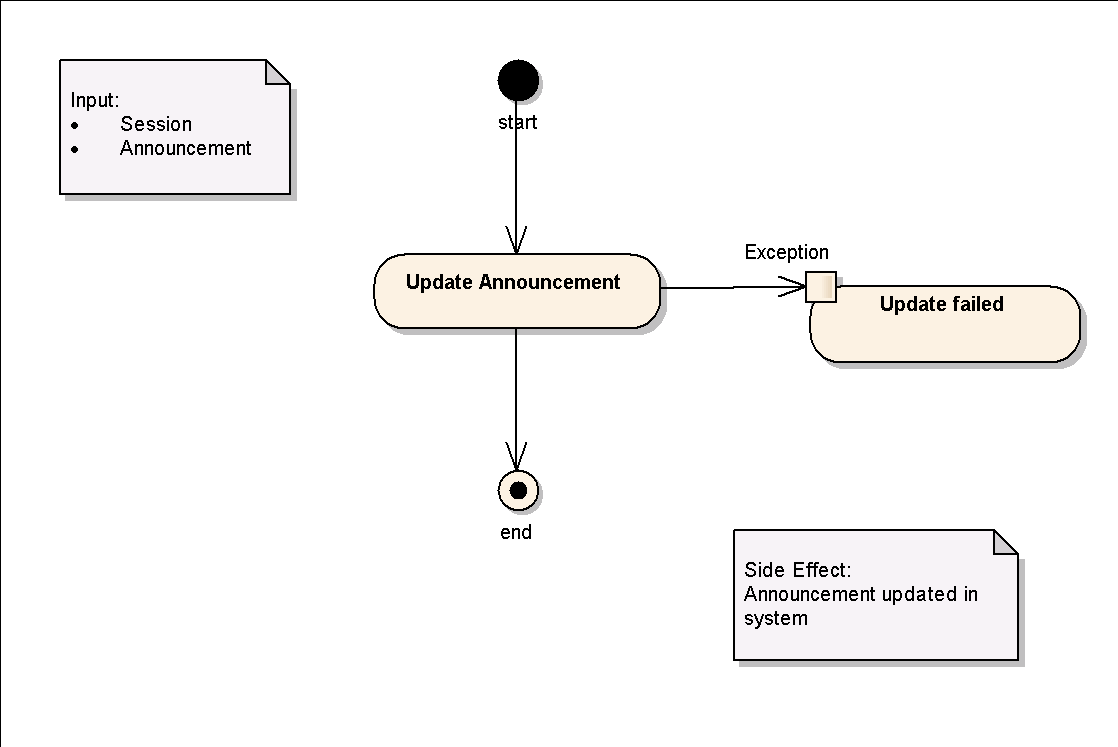 Input:
• Session
• Announcement
start
Exception
Update Announcement
Update failed
end
Side Effect:
Announcement updated in
system